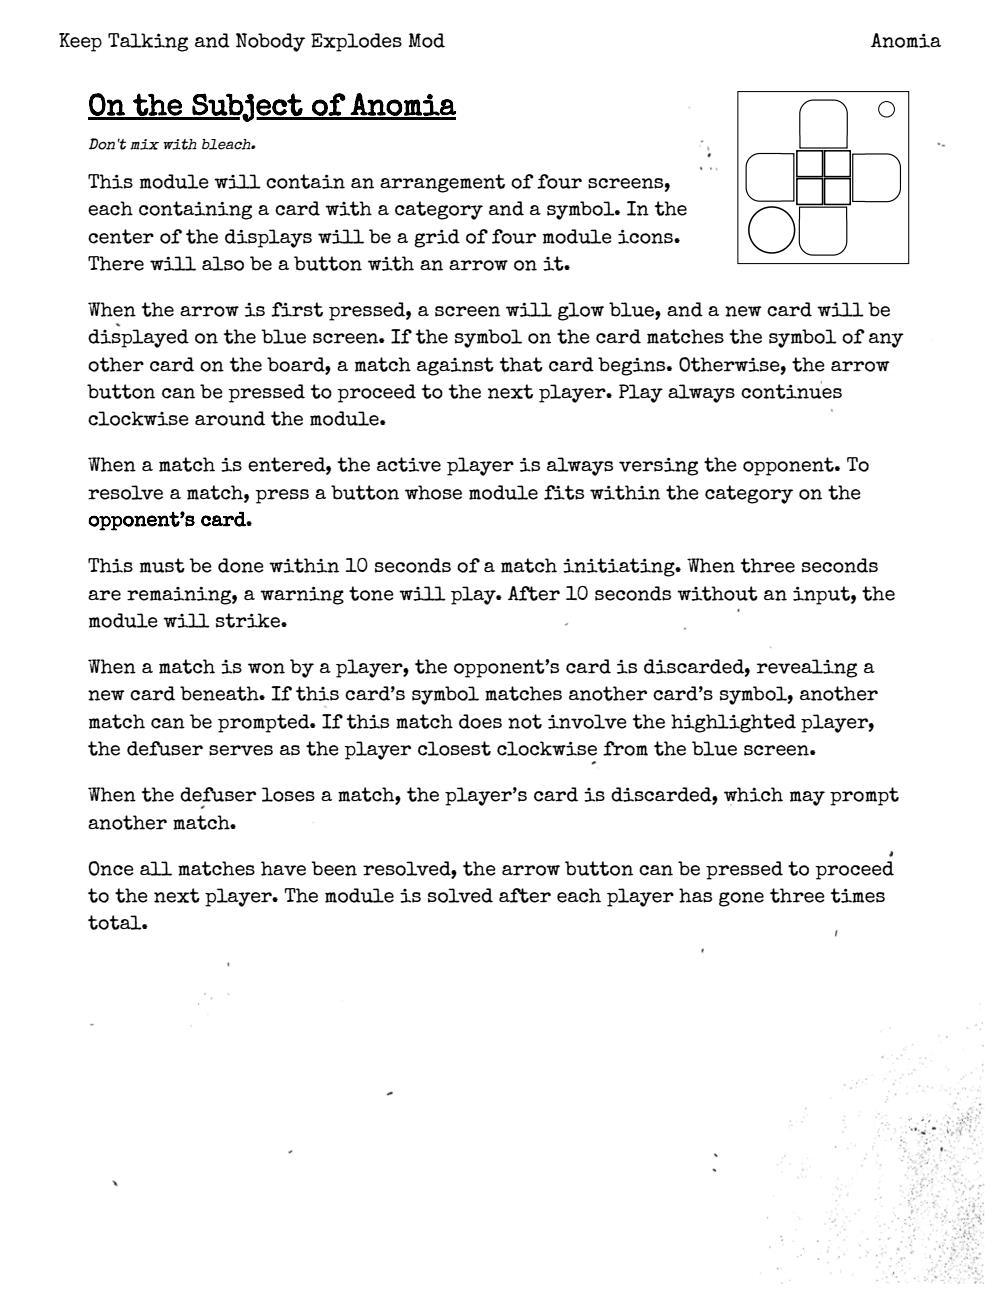 Keep Talking and Nobody Explodes Mod
Anomia
On the Subject of Anomia
Don't mix with bleach.
This module will contain an arrangement of four screens,
each containing a card with a category and a symbol. In the
center of the displays will be a grid of four module icons.
There will also be a button with an arrow on it.
When the arrow is first pressed, a screen will glow blue, and a new card will be
displayed on the blue screen. If the symbol on the card matches the symbol of any
other card on the board, a match against that card begins. Otherwise, the arrow
button can be pressed to proceed to the next player. Play always continues
clockwise around the module.
When a match is entered, the active player is always versing the opponent. To
resolve a match, press a button whose module fits within the category on the
opponent's card.
This must be done within 10 seconds of a match initiating. When three seconds
are remaining, a warning tone will play. After 10 seconds without an input, the
module will strike.
When a match is won by a player, the opponent's card is discarded, revealing a
new card beneath. If this card's symbol matches another card's symbol, another
match can be prompted. If this match does not involve the highlighted player,
the defuser serves as the player closest clockwise from the blue screen.
When the defuser loses a match, the player's card is discarded, which may prompt
another match.
Once all matches have been resolved, the arrow button can be pressed to proceed
to the next player. The module is solved after each player has gone three times
total.